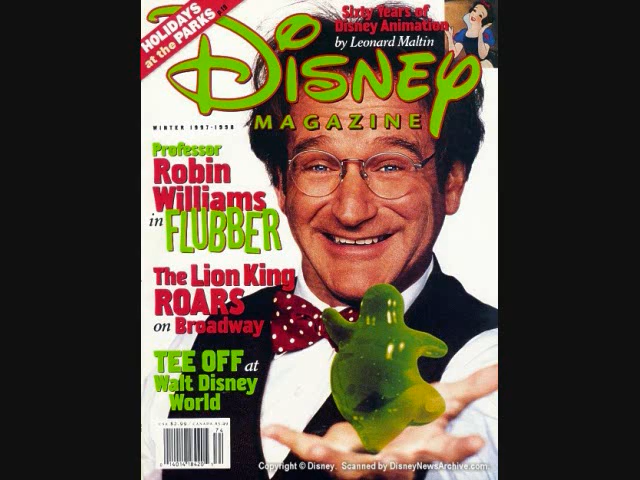 HOLIDAYS
at the PARKS
Sixty Years of
Disney Animation
by Leonard Maltin
Disney
MAGAZINE
WINTER 1997-1998
Professor
Robin
Williams
in FLUBBER
The Lion King
ROARS
on Broadway
TEE OFF at
Walt Disney
World
Copyright © Disney. Scanned by DisneyNewsArchive.com